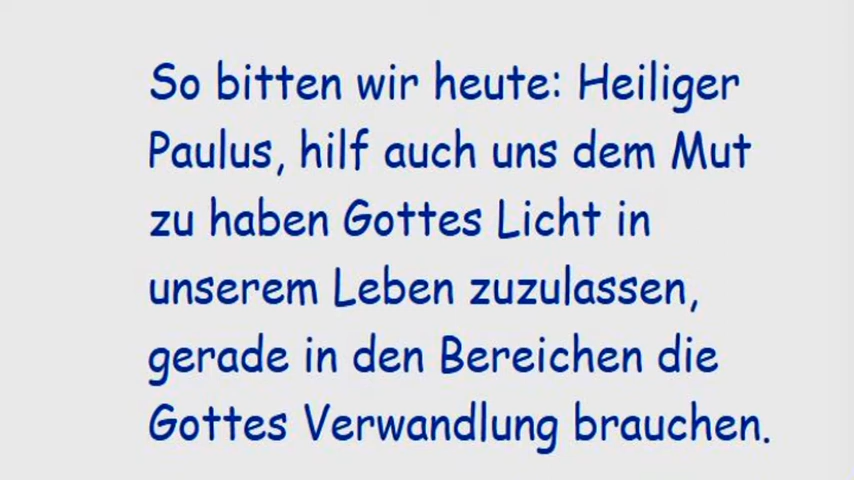 So bitten wir heute: Heiliger
Paulus, hilf auch uns dem Mut
zu haben Gottes Licht in
unserem Leben zuzulassen,
gerade in den Bereichen die
Gottes Verwandlung brauchen.